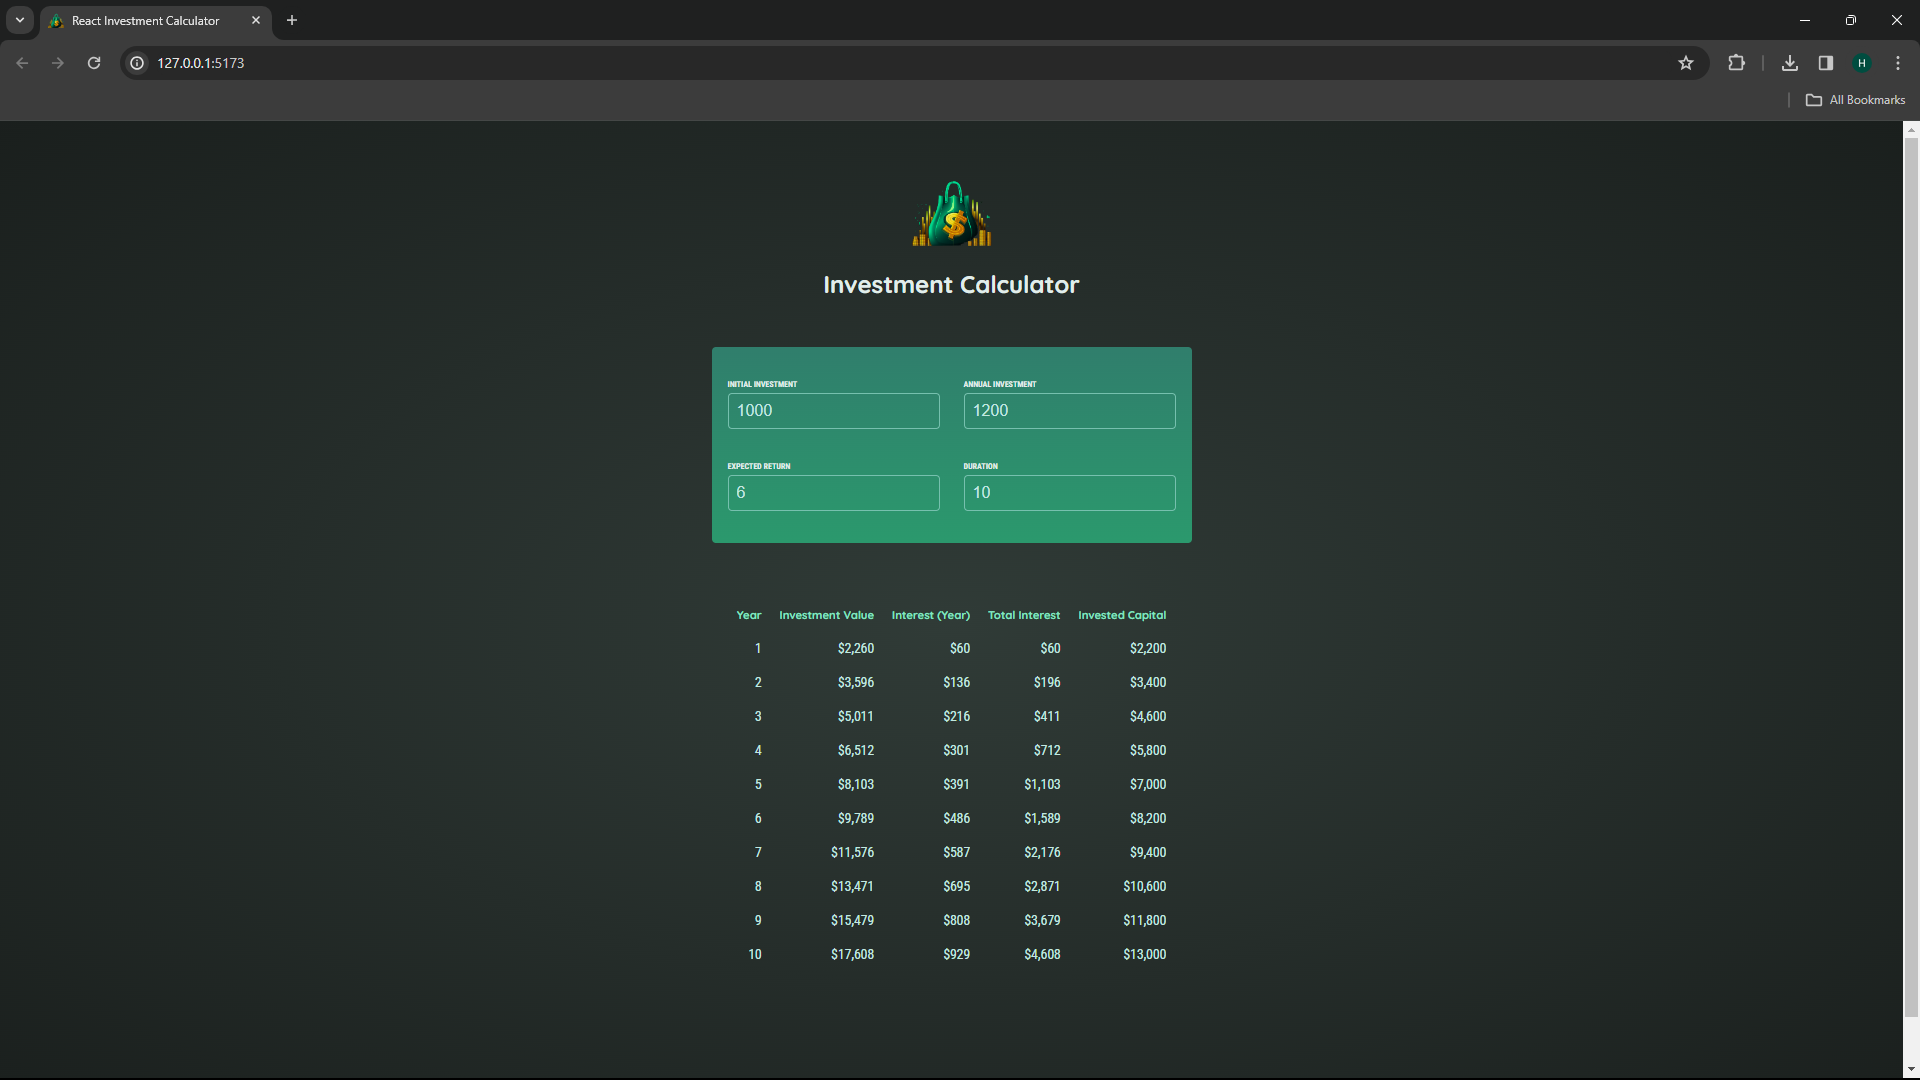 React Investment Calculator
127.0.0.1:5173
H
All Bookmarks
$
Investment Calculator
INITIAL INVESTMENT ANNUAL INVESTMENT
1000 1200
EXPECTED RETURN DURATION
6 10
Year Investment Value Interest (Year) Total Interest Invested Capital
1 $2,260 $60 $60 $2,200
2 $3,596 $136 $196 $3,400
3 $5,011 $216 $411 $4,600
4 $6,512 $301 $712 $5,800
5 $8,103 $391 $1,103 $7,000
6 $9,789 $486 $1,589 $8,200
7 $11,576 $587 $2,176 $9,400
8 $13,471 $695 $2,871 $10,600
9 $15,479 $808 $3,679 $11,800
10 $17,608 $929 $4,608 $13,000